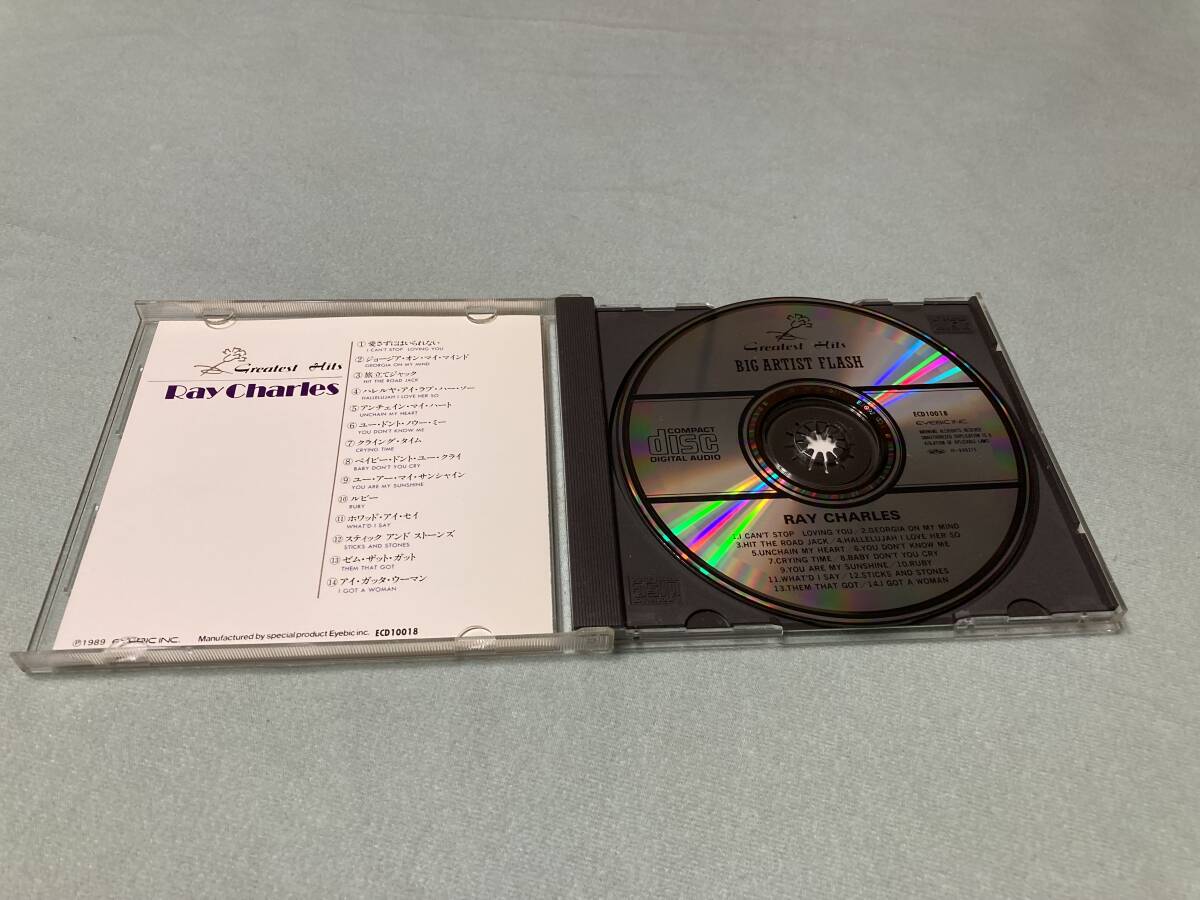 Greatest Hits
Ray Charles
① 愛さずにはいられない
I CAN'T STOP LOVING YOU
② ジョージア・オン・マイ・マインド
GEORGIA ON MY MIND
③ 旅立てジャック
HIT THE ROAD JACK
④ ハレルヤ・アイ・ラブ・ハー・ソー
HALLELUJAH I LOVE HER SO
⑤ アンチェイン・マイ・ハート
UNCHAIN MY HEART
⑥ ユー・ドント・ノウ・ミー
YOU DON'T KNOW ME
⑦ クライング・タイム
CRYING TIME
⑧ ベイビー・ドント・ユー・クライ
BABY DON'T YOU CRY
⑨ ユー・アー・マイ・サンシャイン
YOU ARE MY SUNSHINE
⑩ ルビー
RUBY
⑪ ホワッド・アイ・セイ
WHAT'D I SAY
⑫ スティック アンド ストーンズ
STICKS AND STONES
⑬ ゼム・ザット・ガット
THEM THAT GOT
⑭ アイ・ガッタ・ウーマン
I GOT A WOMAN
Ⓟ1989 EYEBIC INC. Manufactured by special product Eyebic inc. ECD10018
Greatest Hits
BIG ARTIST FLASH
COMPACT
disc
DIGITAL AUDIO
ECD10018
EYEBIC INC.
WARNING ALL RIGHTS RESERVED
UNAUTHORIZED DUPLICATION IS A
VIOLATION OF
LAWS
RAY CHARLES
1.I CAN'T STOP LOVING YOU/2.GEORGIA ON MY MIND
3.HIT THE ROAD JACK/4.HALLELUJAH I LOVE HER SO
5.UNCHAIN MY HEART/6.YOU DON'T KNOW ME
7.CRYING TIME/8.BABY DON'T YOU CRY
9.YOU ARE MY SUNSHINE/10.RUBY
11.WHAT'D I SAY/12.STICKS AND STONES
13.THEM THAT GOT/14.I GOT A WOMAN